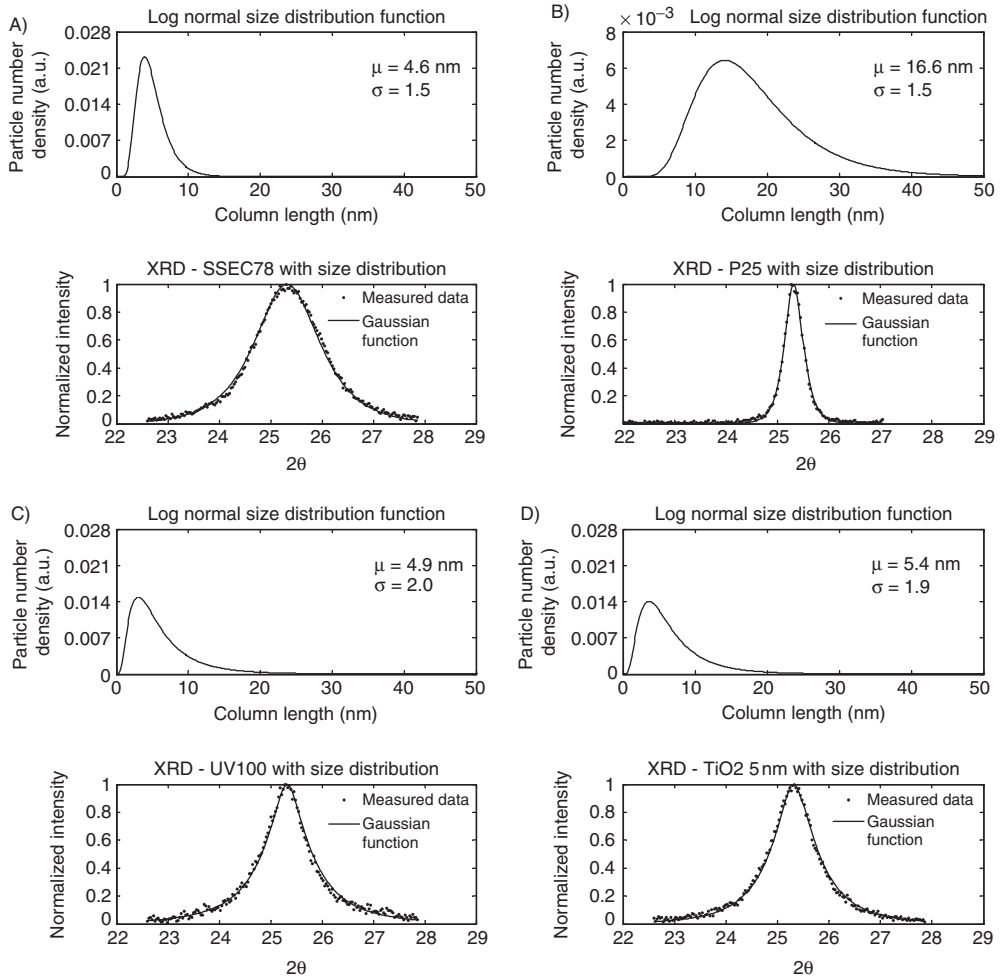 A)
Log normal size distribution function
Particle number
density (a.u.)
0.028
0.021
0.014
0.007
0
μ = 4.6 nm
σ = 1.5
0 10 20 30 40 50
Column length (nm)
XRD - SSEC78 with size distribution
Normalized intensity
1
0.8
0.6
0.4
0.2
0
Measured data
Gaussian
function
22 23 24 25 26 27 28 29
2θ
B)
× 10⁻³ Log normal size distribution function
Particle number
density (a.u.)
8
6
4
2
0
μ = 16.6 nm
σ = 1.5
0 10 20 30 40 50
Column length (nm)
XRD - P25 with size distribution
Normalized intensity
1
0.8
0.6
0.4
0.2
Measured data
Gaussian
function
22 23 24 25 26 27 28 29
2θ
C)
Log normal size distribution function
Particle number
density (a.u.)
0.028
0.021
0.014
0.007
0
μ = 4.9 nm
σ = 2.0
0 10 20 30 40 50
Column length (nm)
XRD - UV100 with size distribution
Normalized intensity
1
0.8
0.6
0.4
0.2
0
Measured data
Gaussian
function
22 23 24 25 26 27 28 29
2θ
D)
Log normal size distribution function
Particle number
density (a.u.)
0.028
0.021
0.014
0.007
0
μ = 5.4 nm
σ = 1.9
0 10 20 30 40 50
Column length (nm)
XRD - TiO2 5 nm with size distribution
Normalized intensity
1
0.8
0.6
0.4
0.2
0
Measured data
Gaussian
function
22 23 24 25 26 27 28 29
2θ